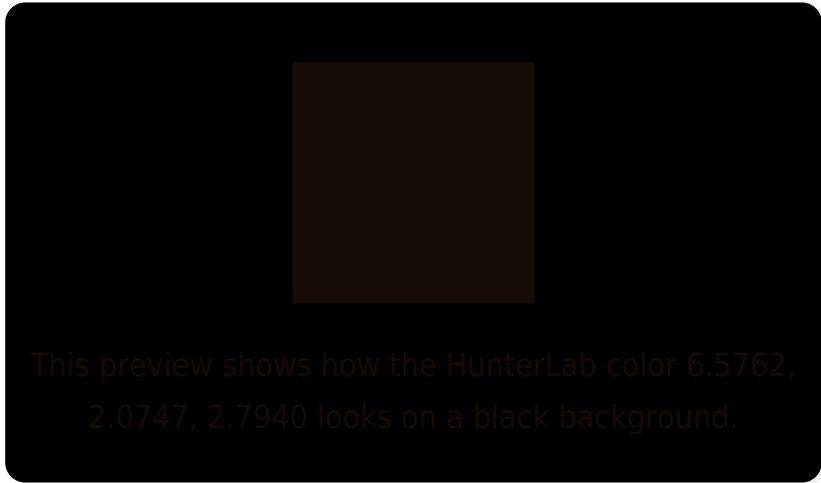 This preview shows how the HunterLab color 6.5762,
2.0747, 2.7940 looks on a black background.